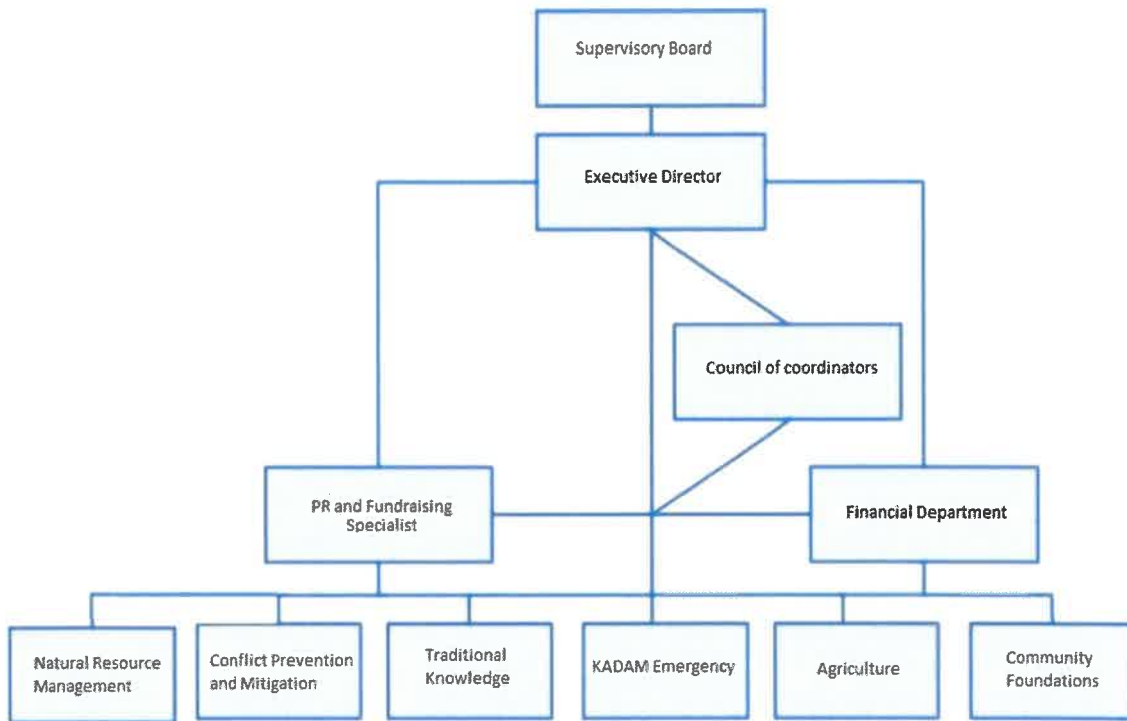 Supervisory Board
Executive Director
Council of coordinators
PR and Fundraising
Specialist
Financial Department
Natural Resource
Management
Conflict Prevention
and Mitigation
Traditional
Knowledge
KADAM Emergency
Agriculture
Community
Foundations